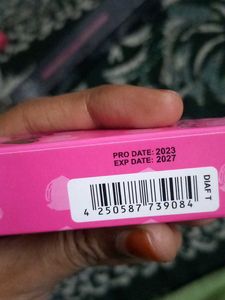 PRO DATE: 2023
EXP DATE: 2027
4 250587 739084
DIAF T